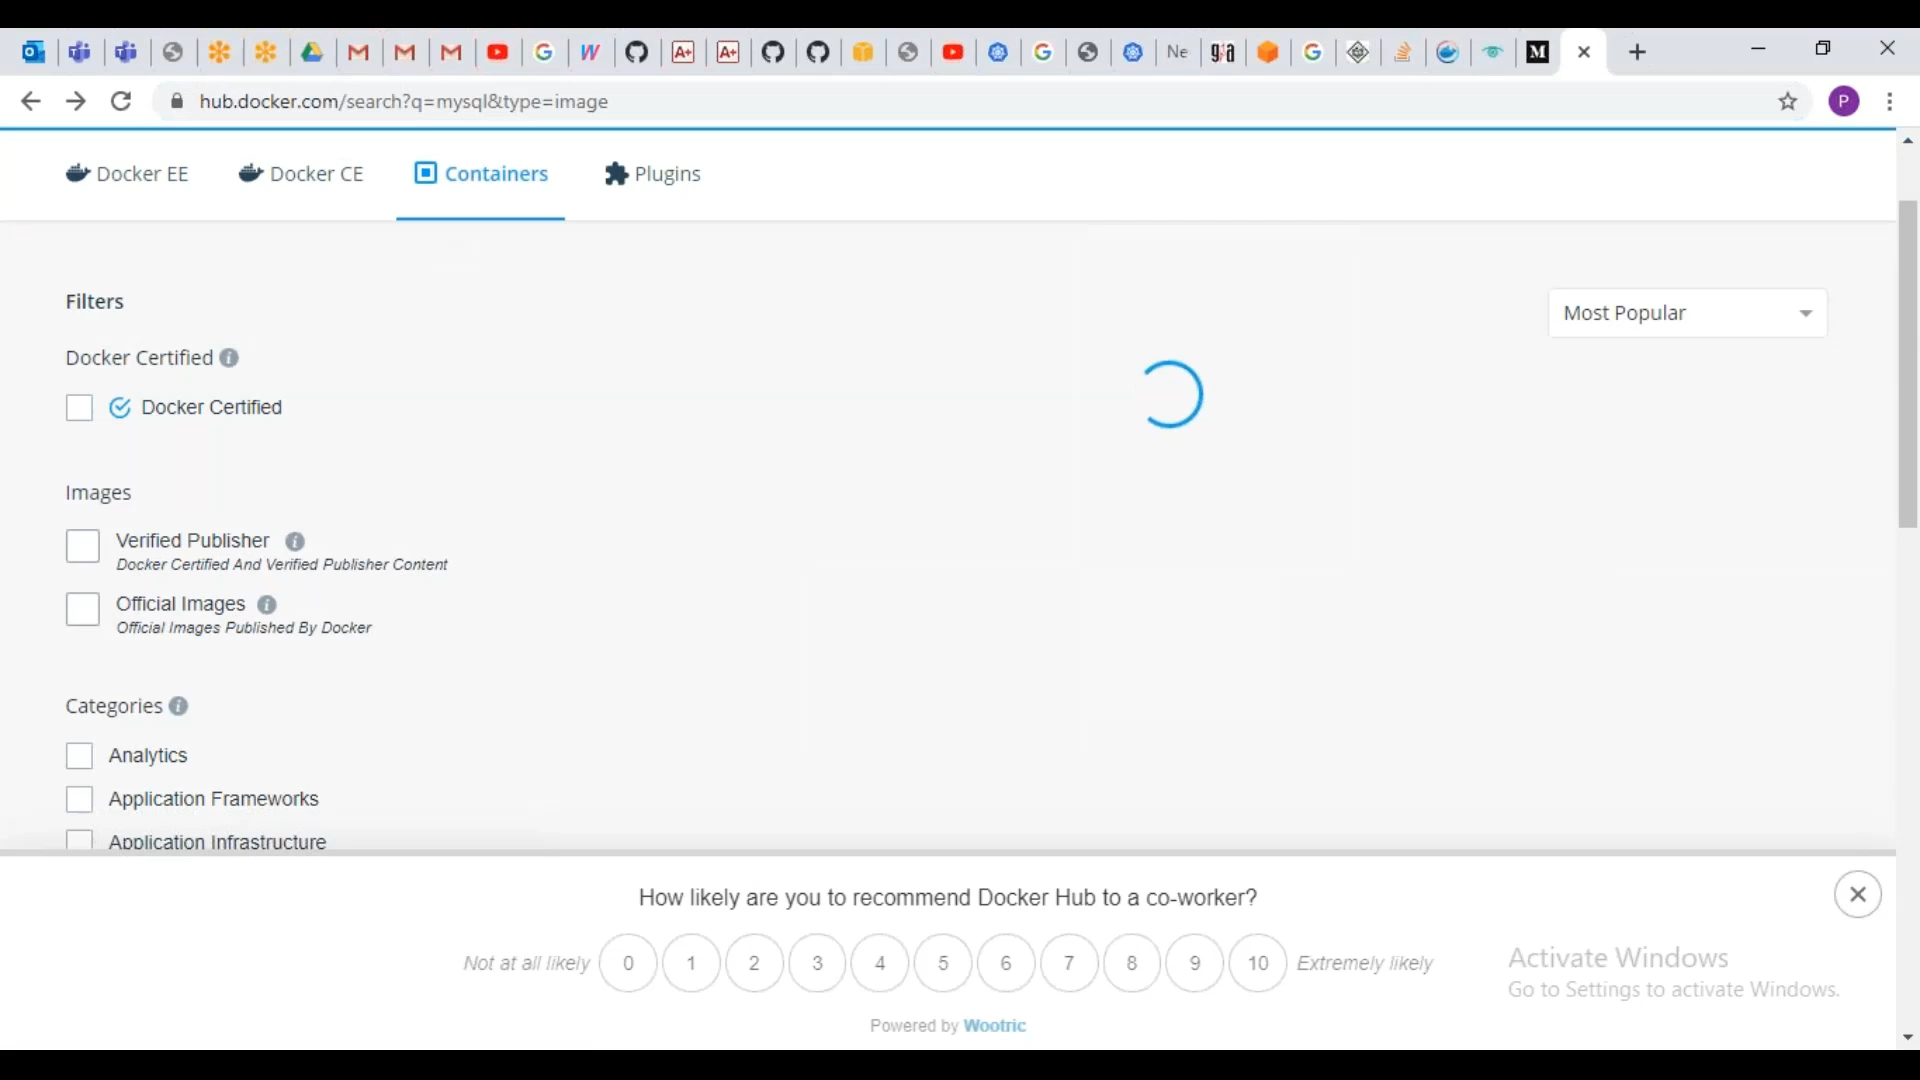 Ne
g!a
M
hub.docker.com/search?q=mysql&type=image
P
Docker EE
Docker CE
Containers
Plugins
Filters
Most Popular
Docker Certified
Docker Certified
Images
Verified Publisher
Docker Certified And Verified Publisher Content
Official Images
Official Images Published By Docker
Categories
Analytics
Application Frameworks
Application Infrastructure
How likely are you to recommend Docker Hub to a co-worker?
Not at all likely 0 1 2 3 4 5 6 7 8 9 10 Extremely likely
Activate Windows
Go to Settings to activate Windows.
Powered by Wootric